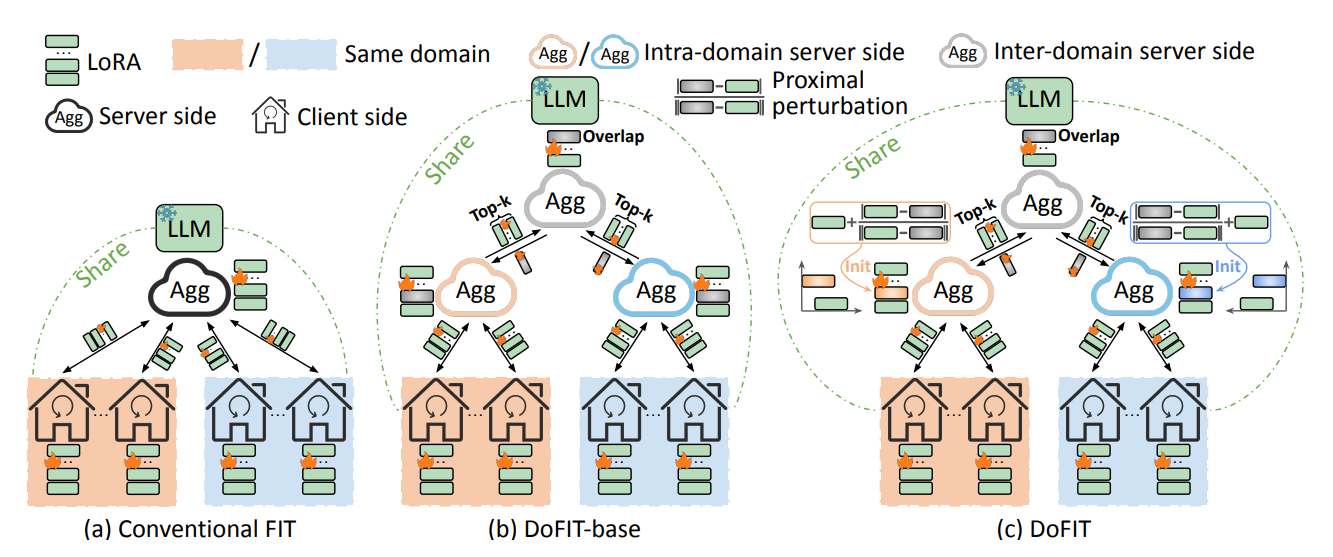 LoRA
/
Same domain
Agg
/
Agg
Intra-domain server side
Agg
Inter-domain server side
Agg
Server side
Client side
Proximal
perturbation
LLM
Share
Agg
(a) Conventional FIT
LLM
Overlap
Share
Agg
Top-k
Top-k
Agg
Agg
(b) DoFIT-base
LLM
Overlap
Share
Agg
Top-k
Top-k
+
+
Init
Init
Agg
Agg
(c) DoFIT